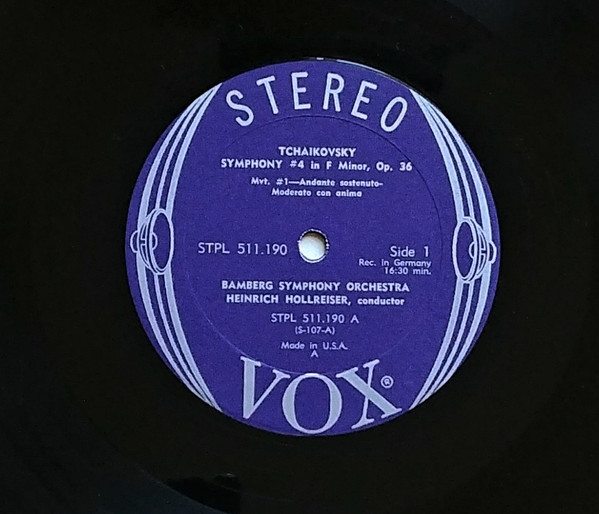 STEREO
TCHAIKOVSKY
SYMPHONY #4 in F Minor, Op. 36
Mvt. #1—Andante sostenuto-
Moderato con anima
STPL 511.190
Side 1
Rec. in Germany
16:30 min.
BAMBERG SYMPHONY ORCHESTRA
HEINRICH HOLLREISER, conductor
STPL 511.190 A
(S-107-A)
Made in U.S.A.
A
VOX®